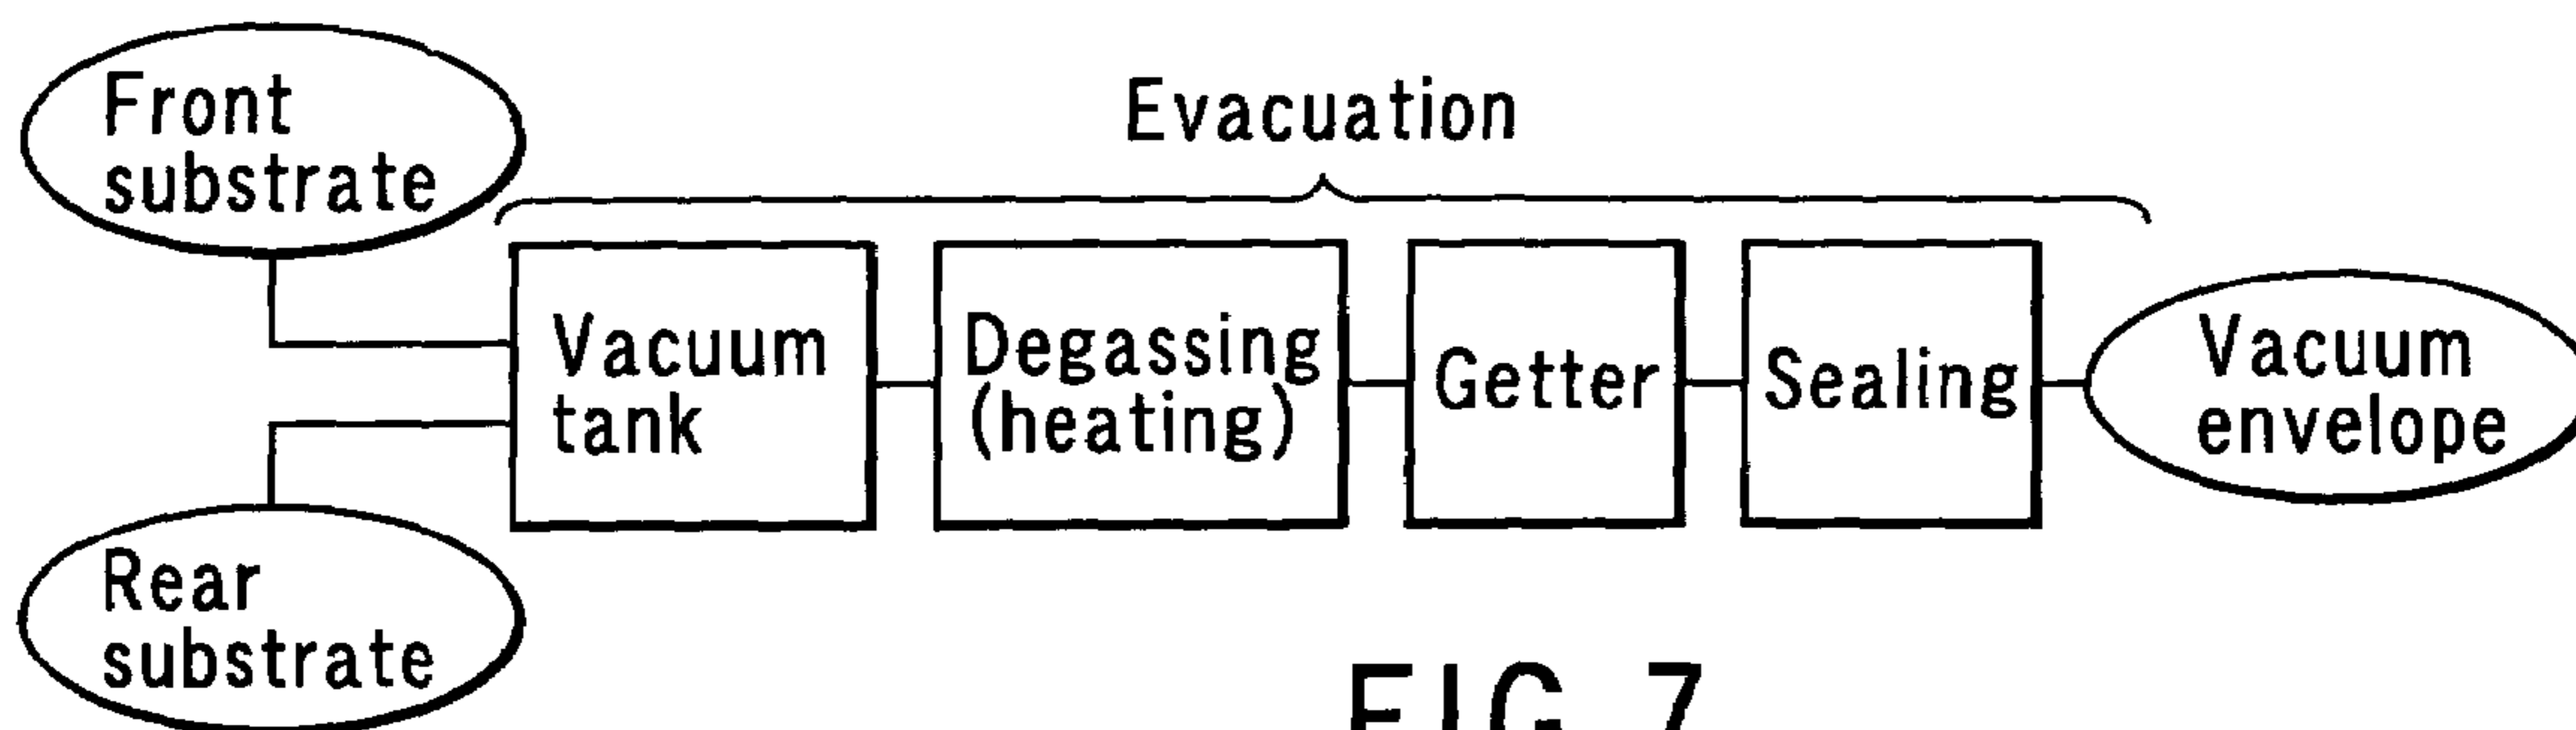 Front
substrate
Evacuation
Vacuum
tank
Degassing
(heating)
Getter
Sealing
Vacuum
envelope
Rear
substrate
FIG. 7